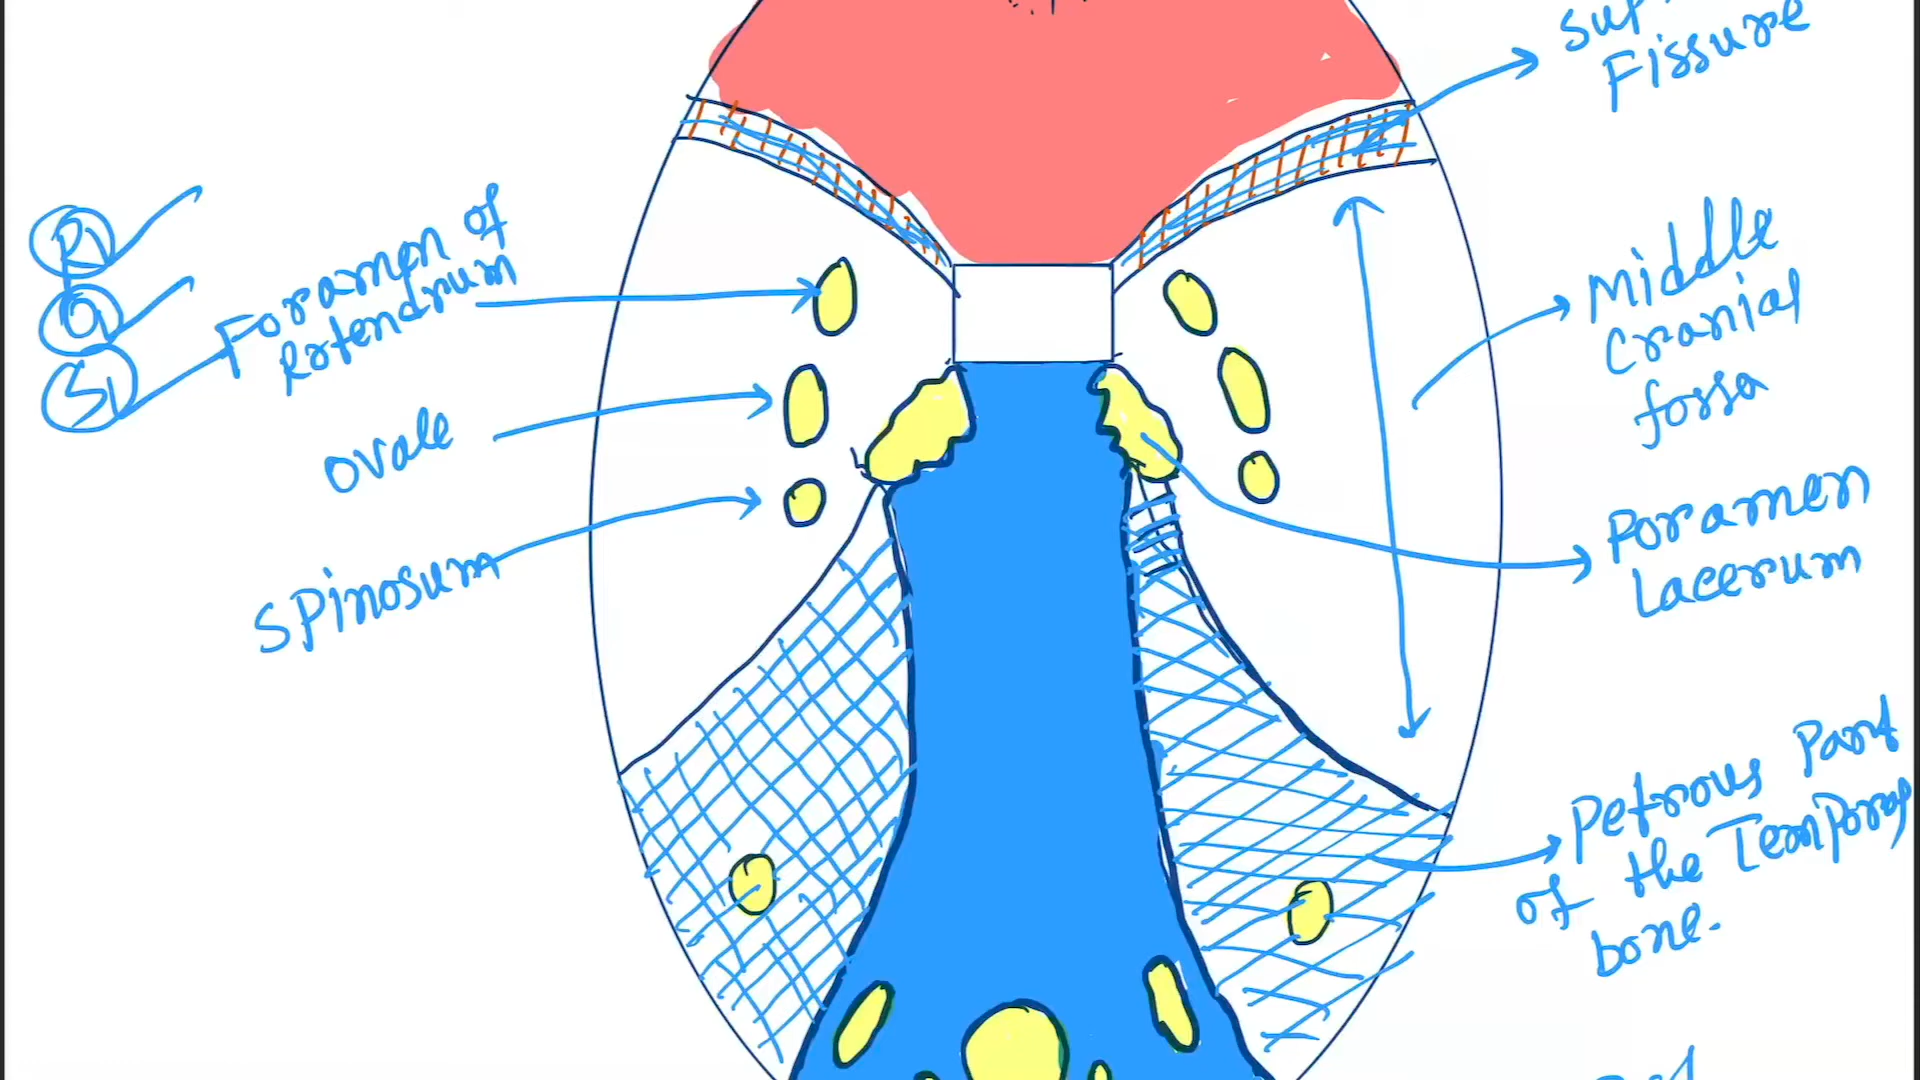 Fissure
R
O
S
Foramen of
Rotendrum
ovale
spinosum
Middle
cranial
fossa
Foramen
Lacerum
Petrous Part
of the Temporal
bone.